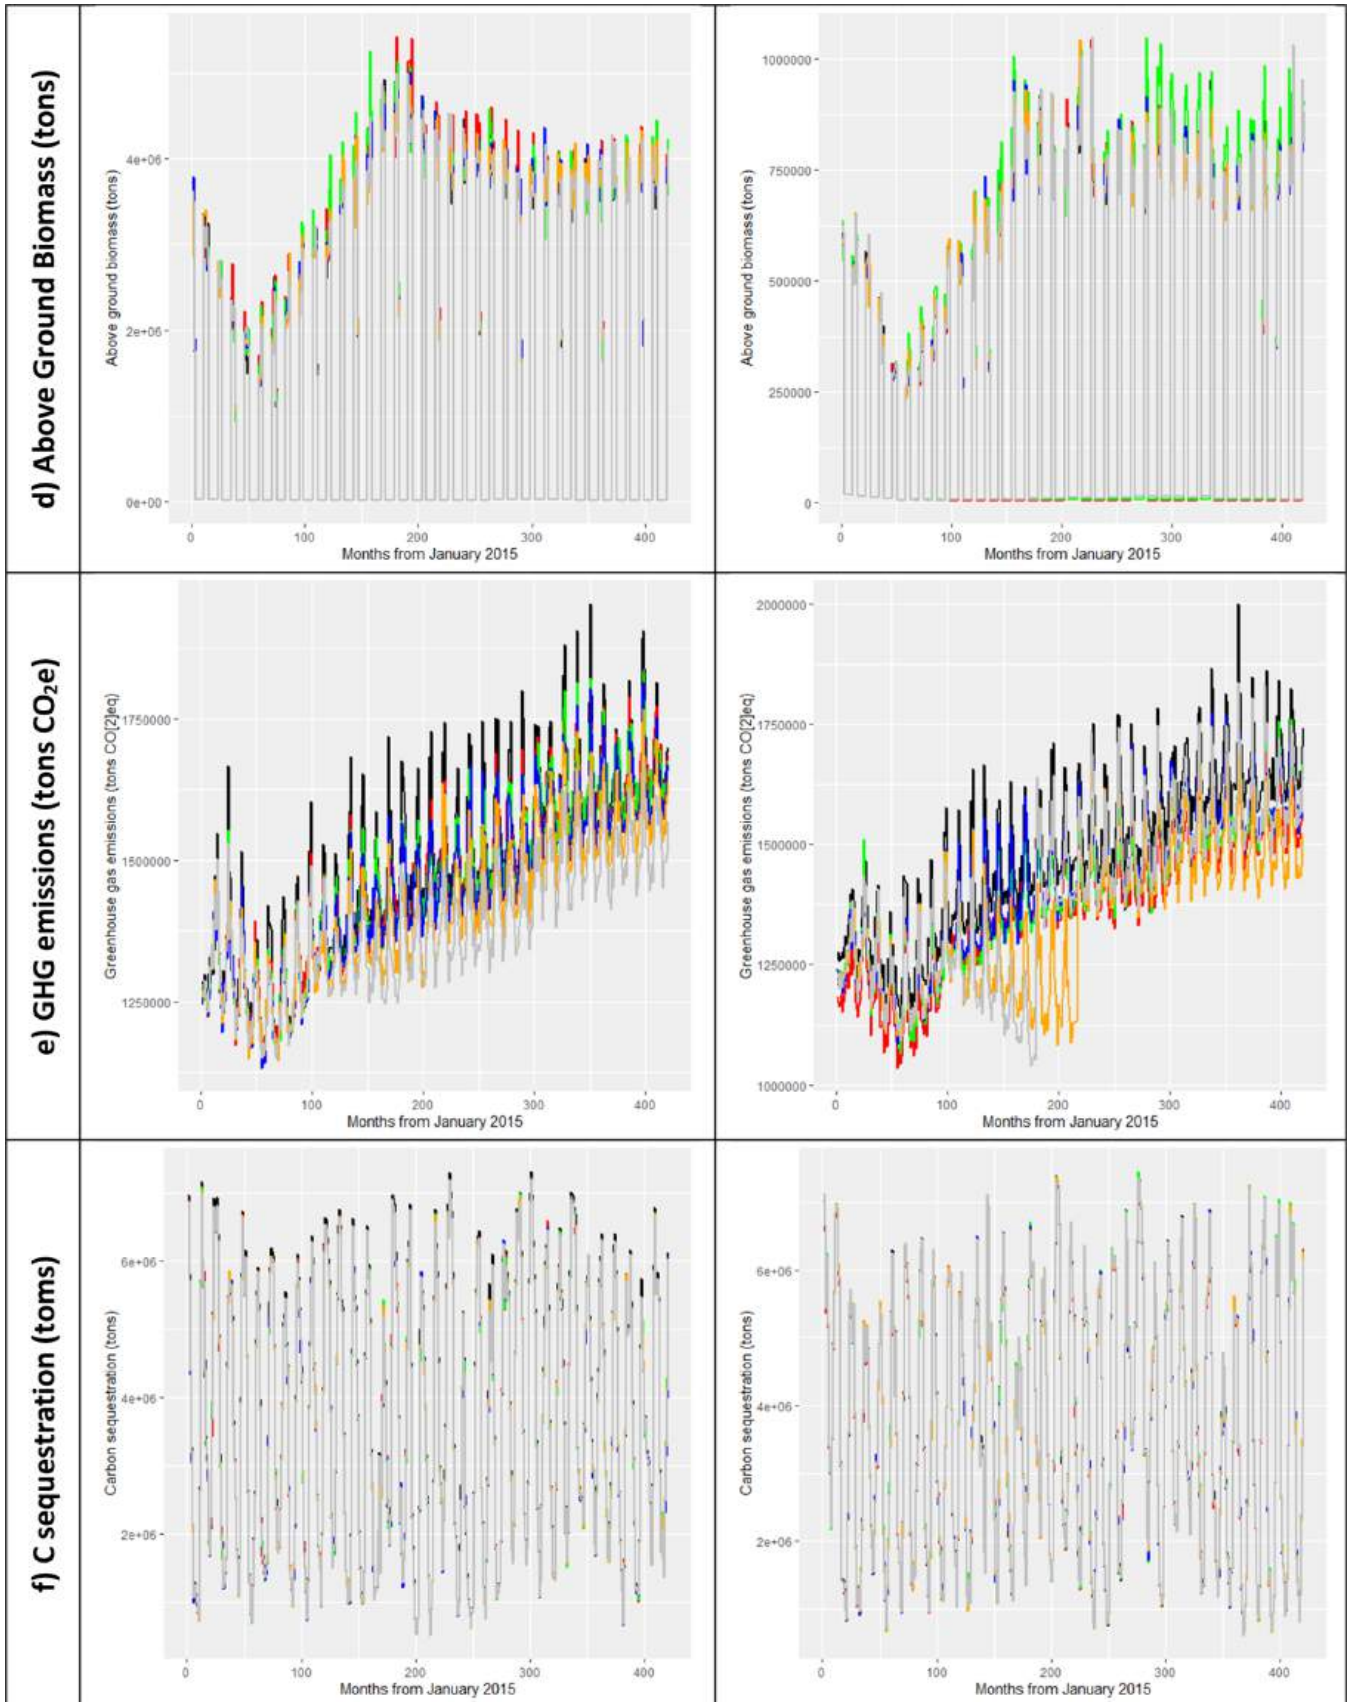 d) Above Ground Biomass (tons)
Above ground biomass (tons)
4e+06
2e+06
0e+00
0 100 200 300 400
Months from January 2015
Above ground biomass (tons)
1000000
750000
500000
250000
0
0 100 200 300 400
Months from January 2015
e) GHG emissions (tons CO₂e)
Greenhouse gas emissions (tons CO[2]eq)
1750000
1500000
1250000
0 100 200 300 400
Months from January 2015
Greenhouse gas emissions (tons CO[2]eq)
2000000
1750000
1500000
1250000
1000000
0 100 200 300 400
Months from January 2015
f) C sequestration (toms)
Carbon sequestration (tons)
6e+06
4e+06
2e+06
0 100 200 300 400
Months from January 2015
Carbon sequestration (tons)
6e+06
4e+06
2e+06
0 100 200 300 400
Months from January 2015